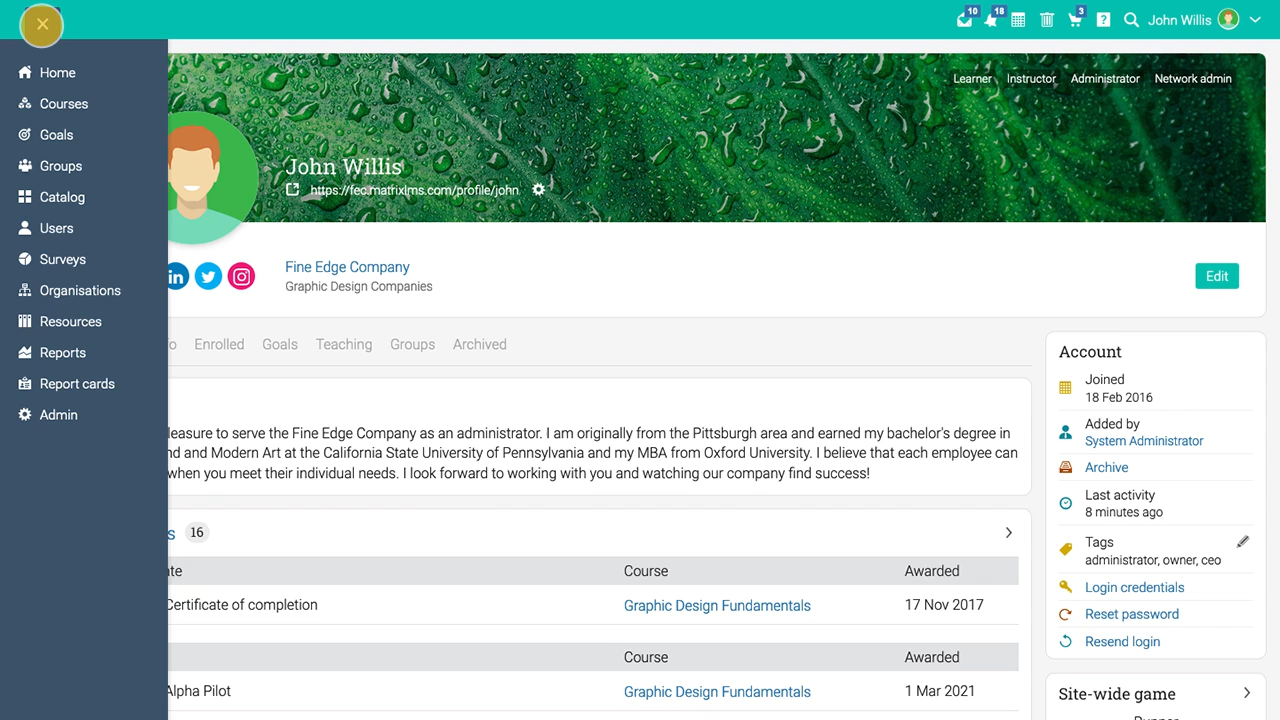 10
18
3
John Willis
Home
Courses
Goals
Groups
Catalog
Users
Surveys
Organisations
Resources
Reports
Report cards
Admin
Learner Instructor Administrator Network admin
John Willis
https://fec.matrixlms.com/profile/john
in
Fine Edge Company
Graphic Design Companies
Edit
o Enrolled Goals Teaching Groups Archived
leasure to serve the Fine Edge Company as an administrator. I am originally from the Pittsburgh area and earned my bachelor's degree in
nd and Modern Art at the California State University of Pennsylvania and my MBA from Oxford University. I believe that each employee can
when you meet their individual needs. I look forward to working with you and watching our company find success!
s 16
ate Course Awarded
Certificate of completion Graphic Design Fundamentals 17 Nov 2017
Course Awarded
Alpha Pilot Graphic Design Fundamentals 1 Mar 2021
Account
Joined
18 Feb 2016
Added by
System Administrator
Archive
Last activity
8 minutes ago
Tags
administrator, owner, ceo
Login credentials
Reset password
Resend login
Site-wide game